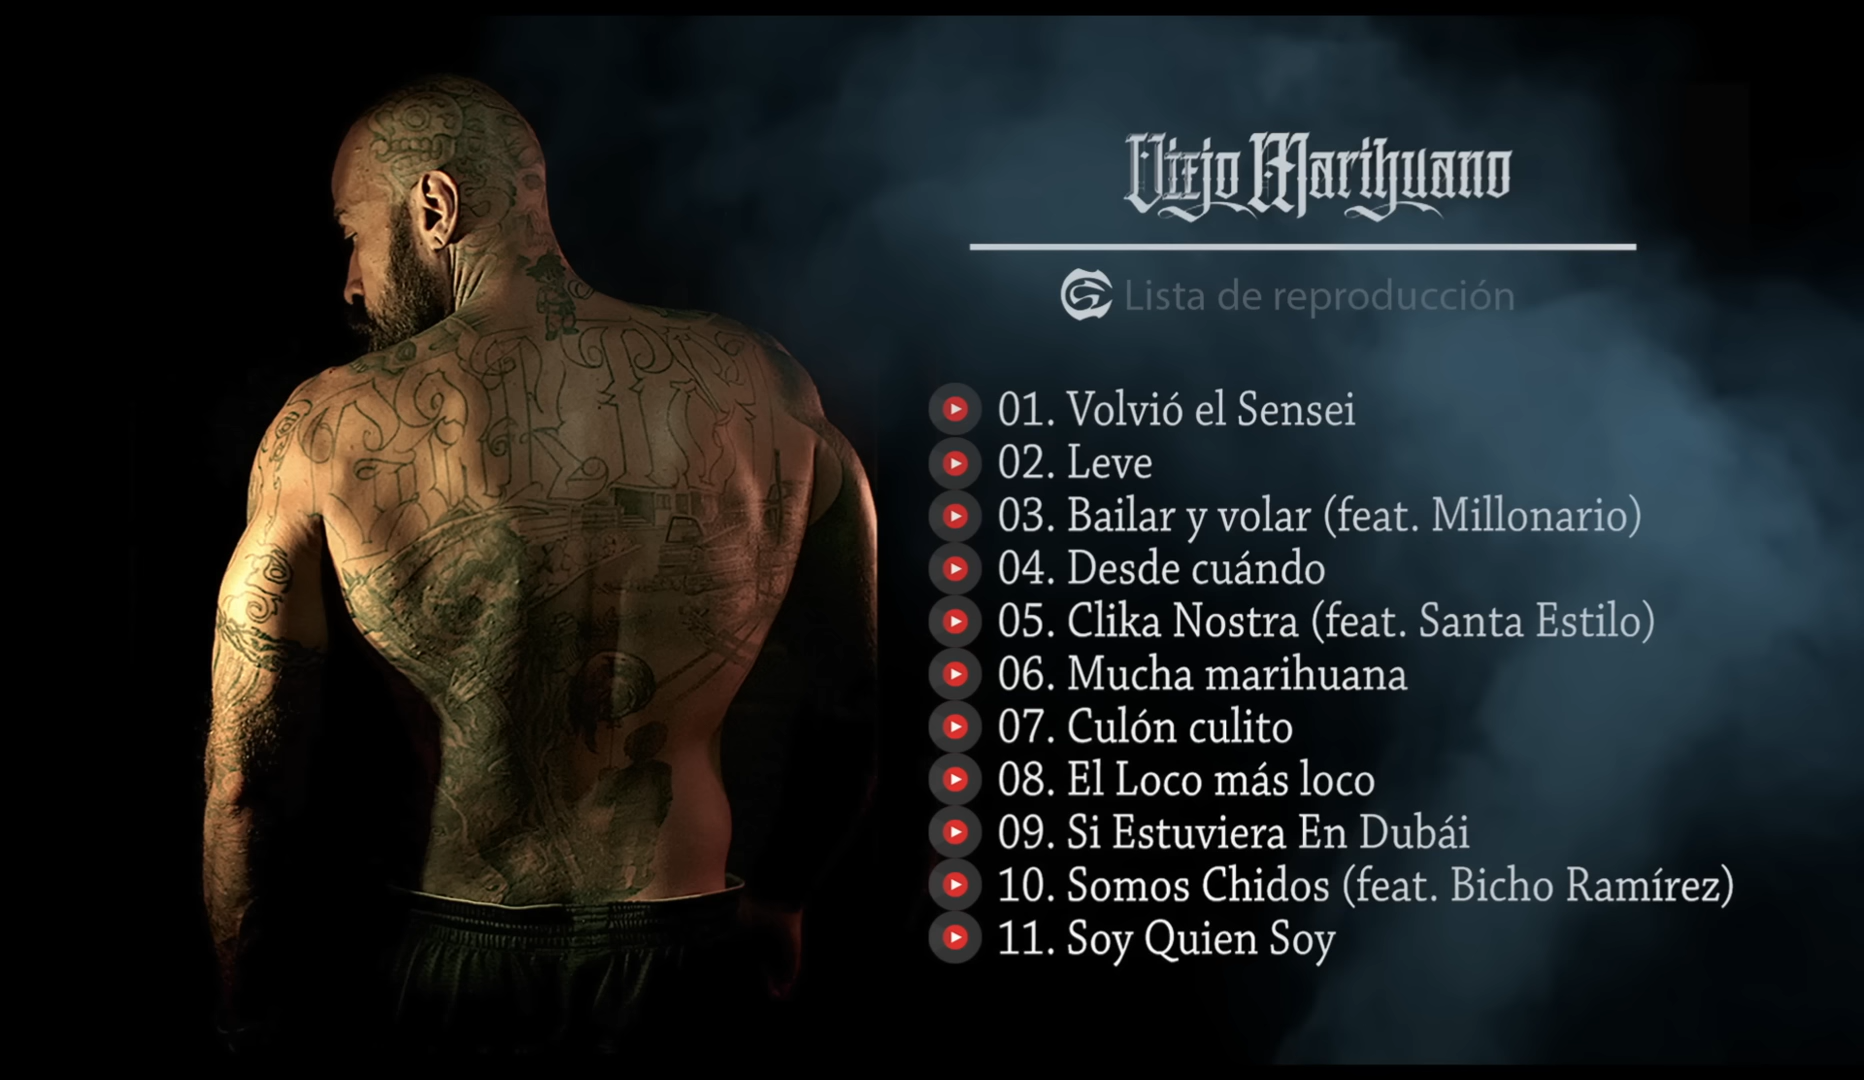 Viejo Marihuano
Lista de reproducción
01. Volvió el Sensei
02. Leve
03. Bailar y volar (feat. Millonario)
04. Desde cuándo
05. Clika Nostra (feat. Santa Estilo)
06. Mucha marihuana
07. Culón culito
08. El Loco más loco
09. Si Estuviera En Dubái
10. Somos Chidos (feat. Bicho Ramírez)
11. Soy Quien Soy